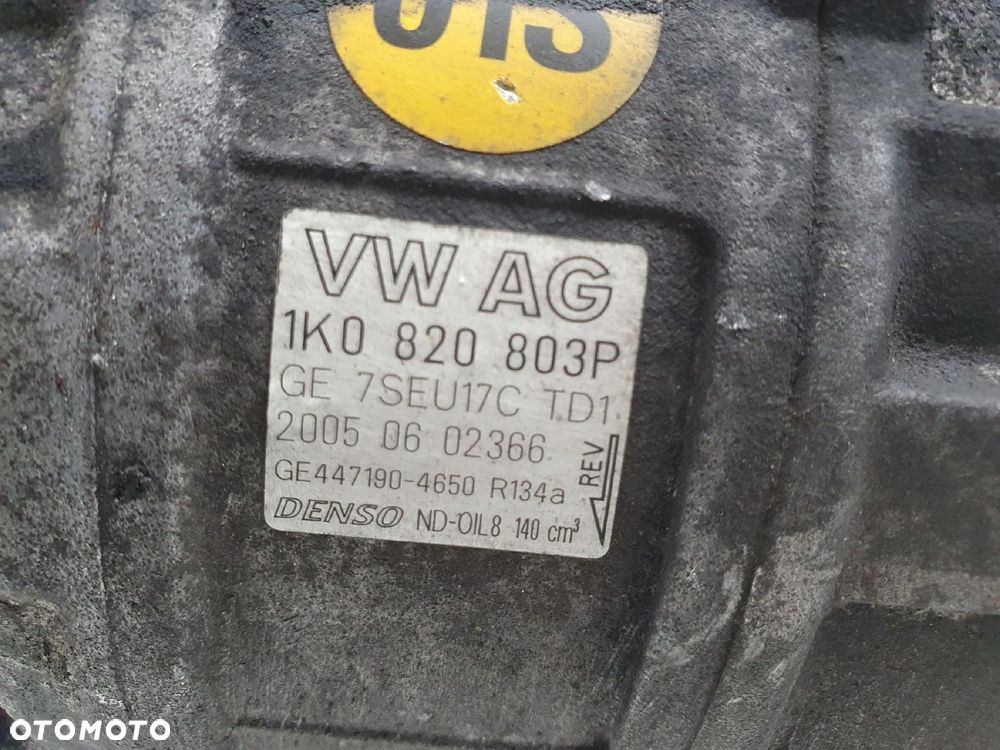 VW AG
1K0 820 803P
GE 7SEU17C T.D1
2005 06 02366
GE447190-4650 R134a
REV
DENSO ND-OIL8 140 cm³
OTOMOTO